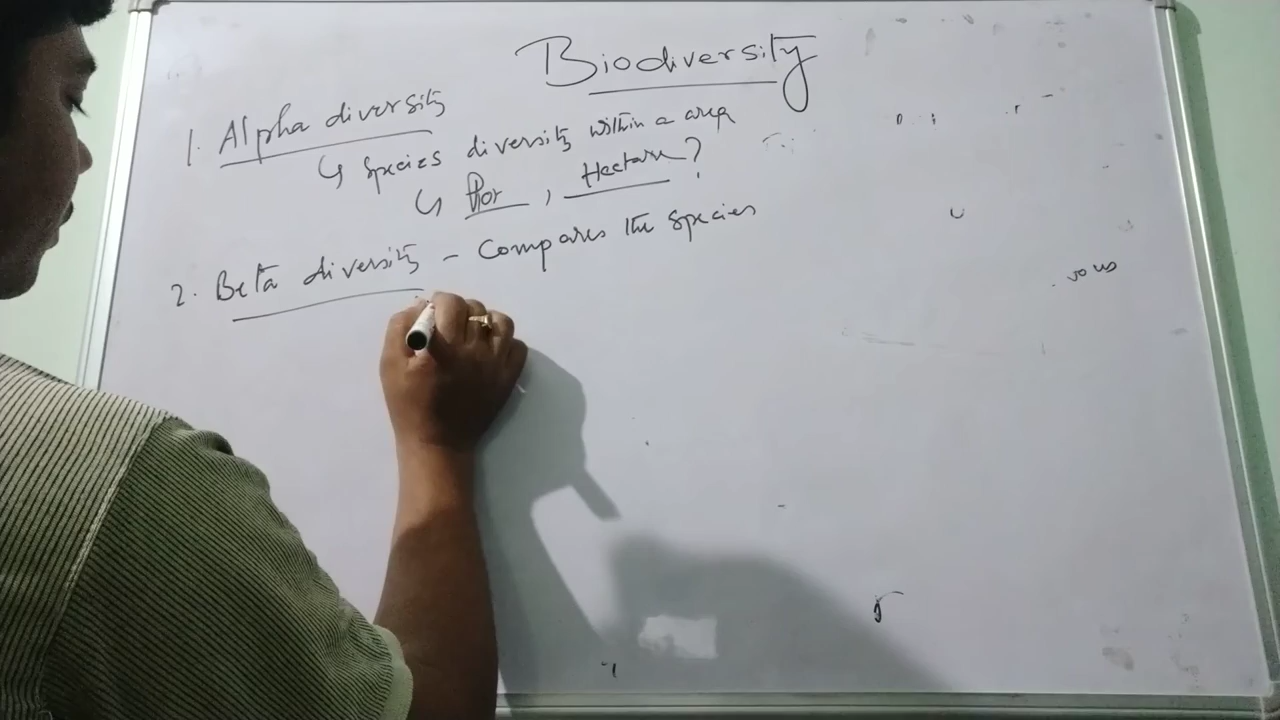 Biodiversity
1. Alpha diversity
↳ Species diversity within a area
↳ Plot, Hectare?
2. Beta diversity - Compares the species